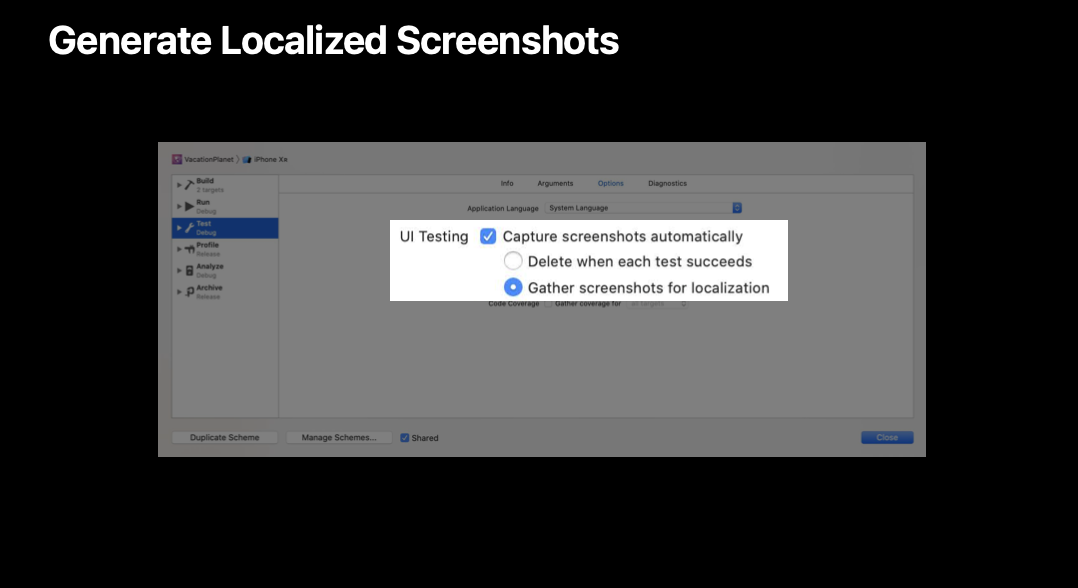 Generate Localized Screenshots
VacationPlanet
iPhone Xʀ
Build
2 targets
Run
Debug
Test
Debug
Profile
Release
Analyze
Debug
Archive
Release
Info Arguments Options Diagnostics
Application Language System Language
UI Testing Capture screenshots automatically
Delete when each test succeeds
Gather screenshots for localization
Code Coverage Gather coverage for
Duplicate Scheme Manage Schemes... Shared Close